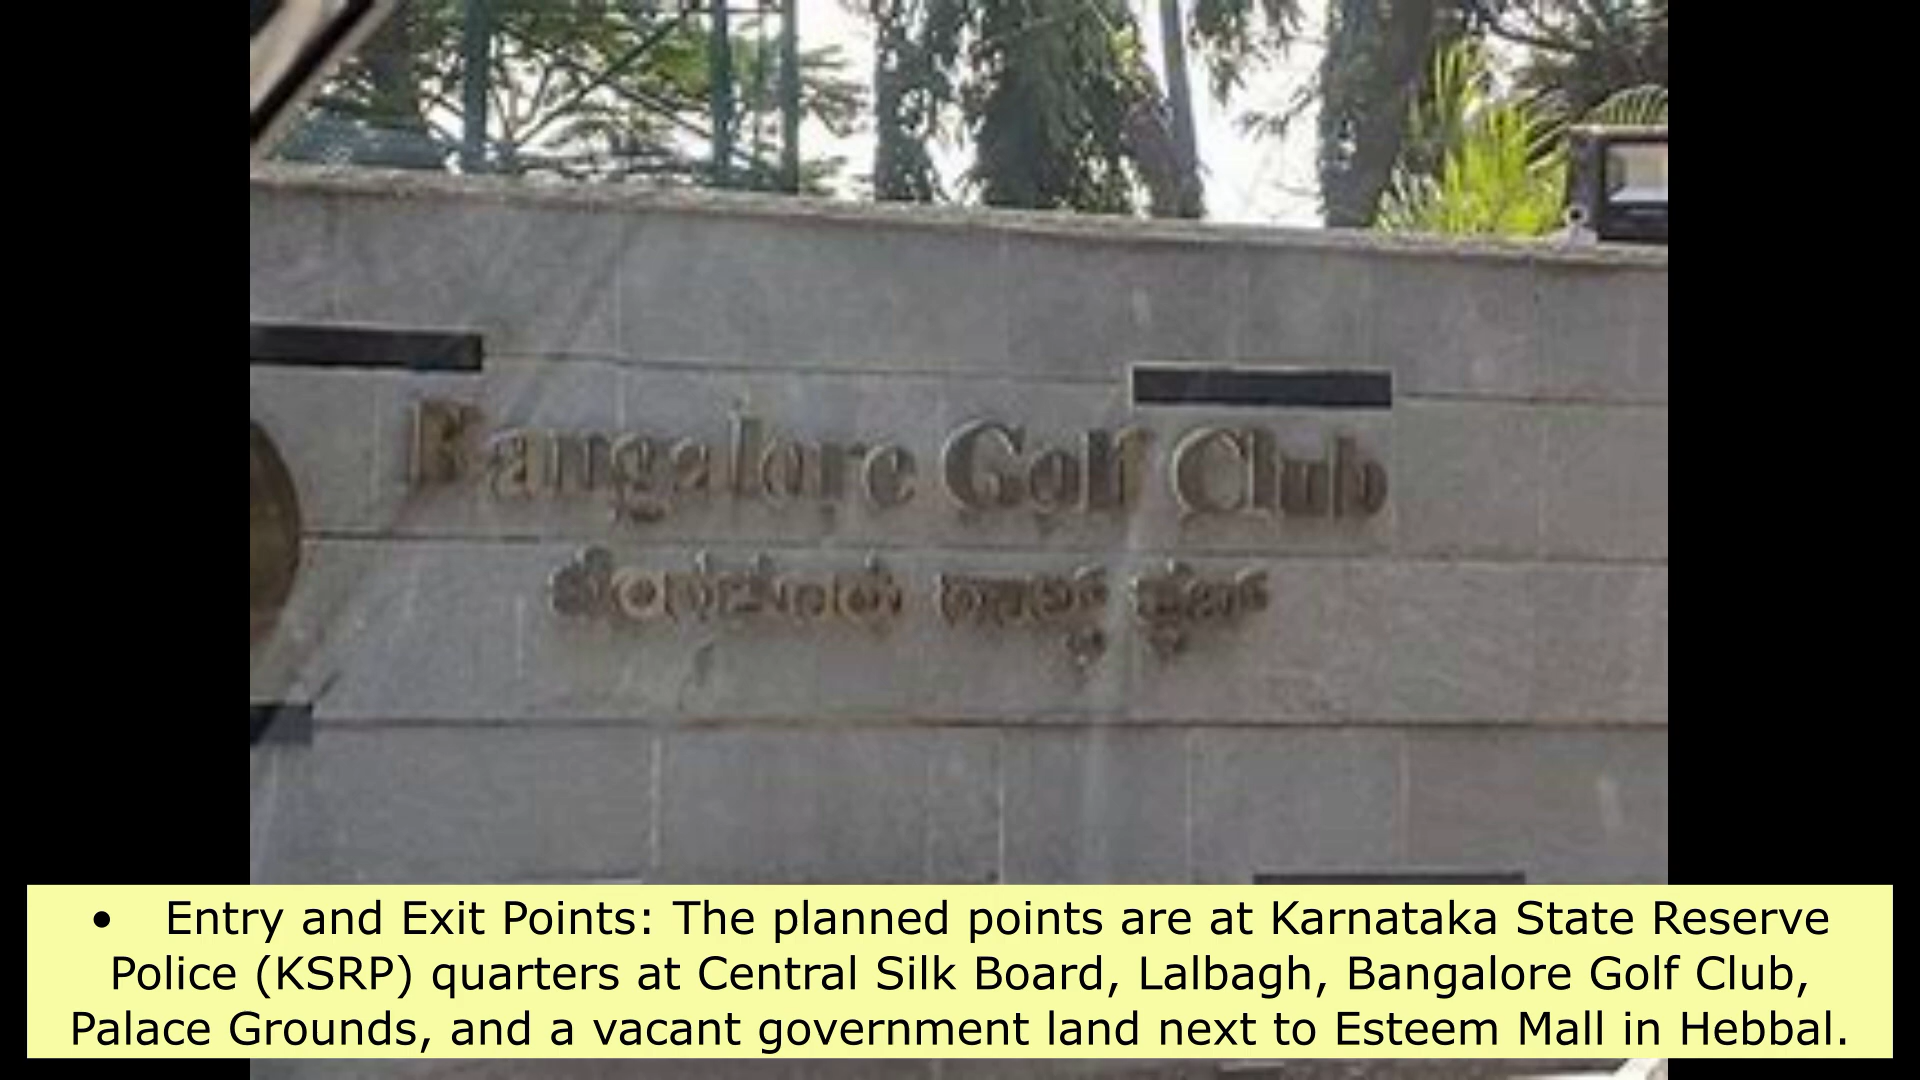 Bangalore Golf Club
• Entry and Exit Points: The planned points are at Karnataka State Reserve
Police (KSRP) quarters at Central Silk Board, Lalbagh, Bangalore Golf Club,
Palace Grounds, and a vacant government land next to Esteem Mall in Hebbal.